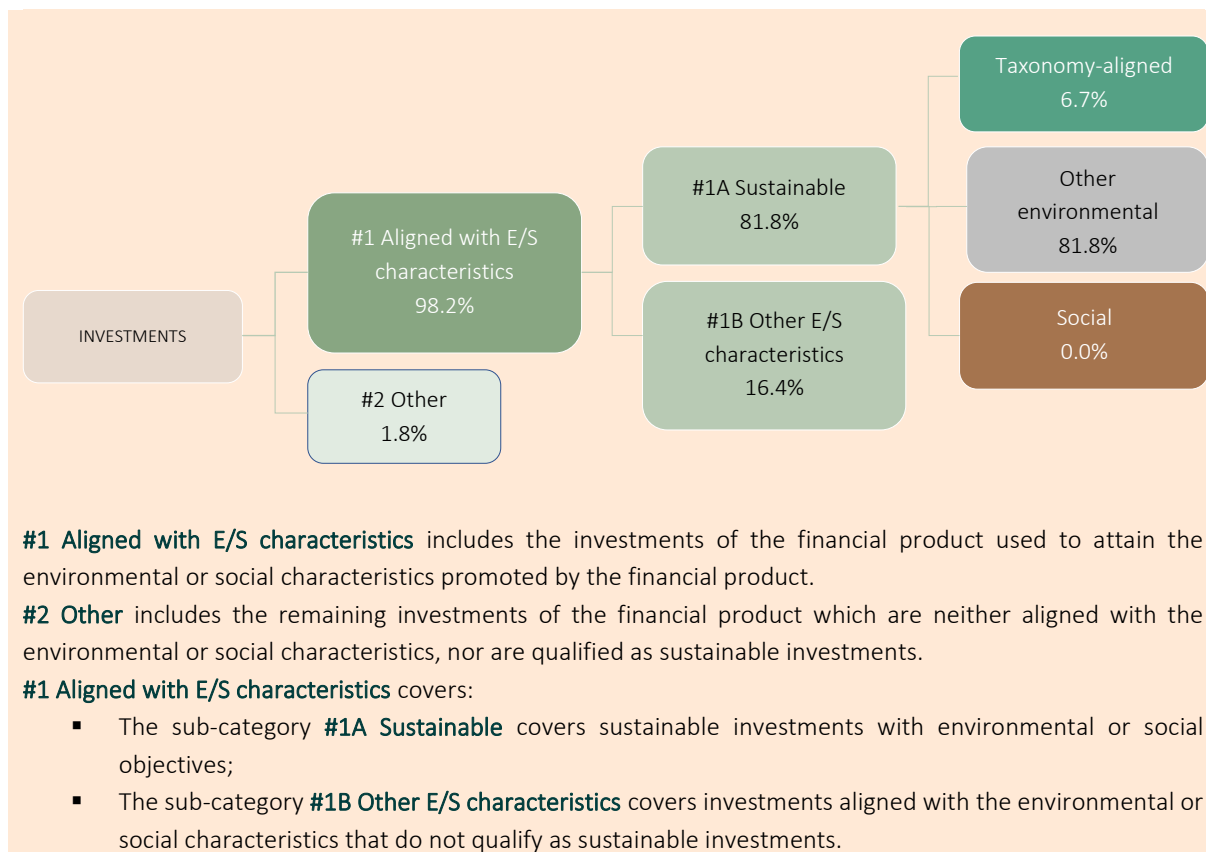 INVESTMENTS
#1 Aligned with E/S
characteristics
98.2%
#2 Other
1.8%
#1A Sustainable
81.8%
#1B Other E/S
characteristics
16.4%
Taxonomy-aligned
6.7%
Other
environmental
81.8%
Social
0.0%
#1 Aligned with E/S characteristics includes the investments of the financial product used to attain the
environmental or social characteristics promoted by the financial product.
#2 Other includes the remaining investments of the financial product which are neither aligned with the
environmental or social characteristics, nor are qualified as sustainable investments.
#1 Aligned with E/S characteristics covers:
▪ The sub-category #1A Sustainable covers sustainable investments with environmental or social
objectives;
▪ The sub-category #1B Other E/S characteristics covers investments aligned with the environmental or
social characteristics that do not qualify as sustainable investments.